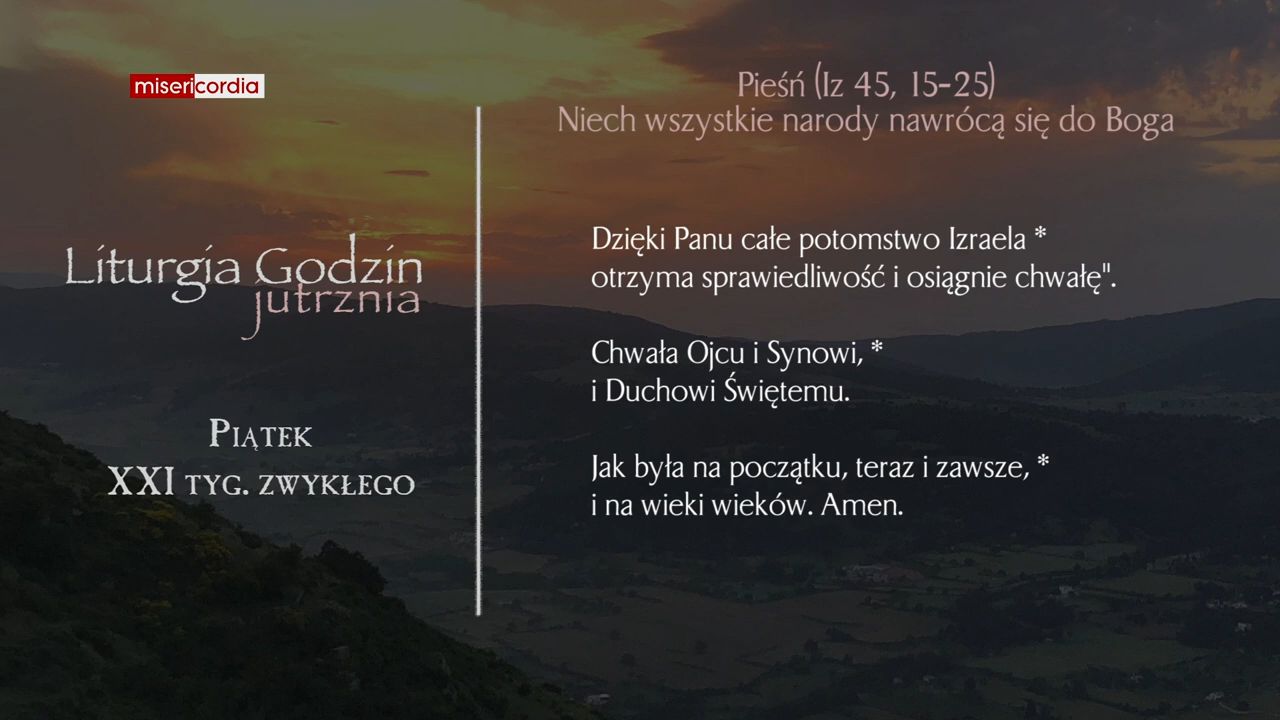 misericordia
Liturgia Godzin
jutrznia
Piątek
XXI tyg. zwykłego
Pieśń (Iz 45, 15-25)
Niech wszystkie narody nawrócą się do Boga
Dzięki Panu całe potomstwo Izraela *
otrzyma sprawiedliwość i osiągnie chwałę".
Chwała Ojcu i Synowi, *
i Duchowi Świętemu.
Jak była na początku, teraz i zawsze, *
i na wieki wieków. Amen.